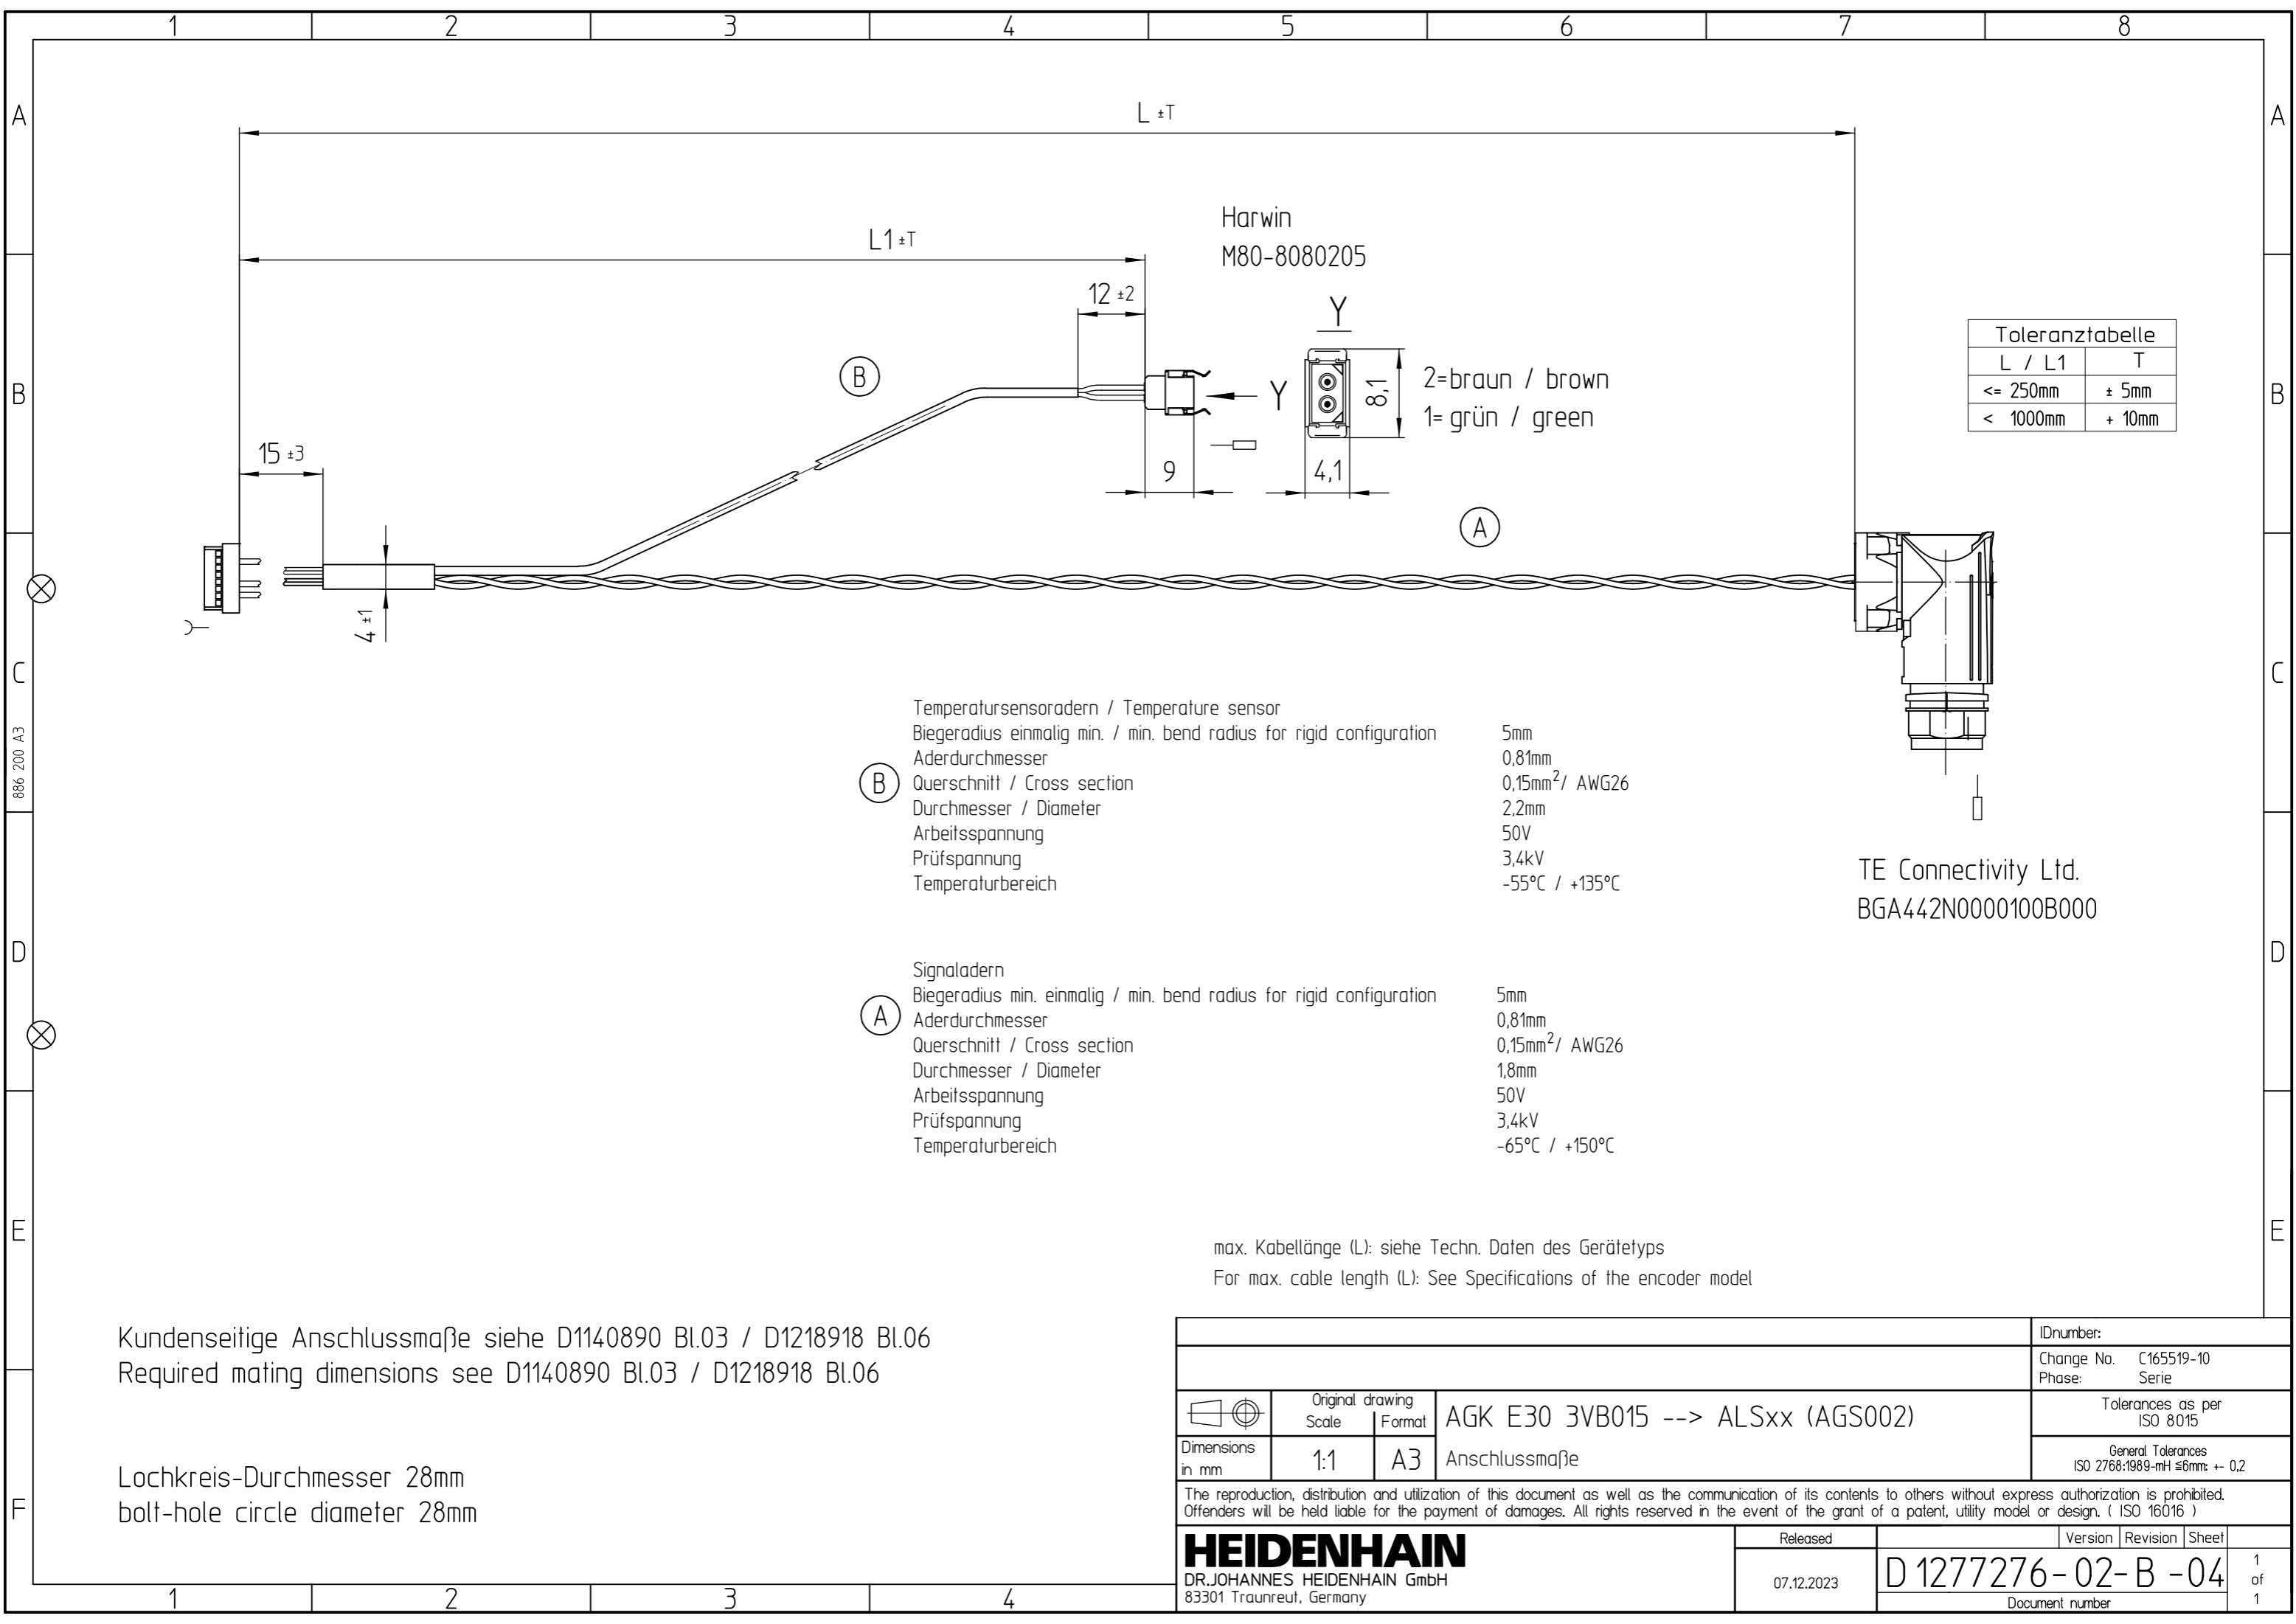 1 2 3 4 5 6 7 8
A A
L ±T
Harwin
M80-8080205
L1 ±T
12 ±2
Y
Toleranztabelle
L / L1 T
<= 250mm ± 5mm
< 1000mm + 10mm
B B
B
Y
8,1
2=braun / brown
1= grün / green
15 ±3
9
4,1
A
4 ±1
C C
886 200 A3
B
Temperatursensoradern / Temperature sensor
Biegeradius einmalig min. / min. bend radius for rigid configuration 5mm
Aderdurchmesser 0,81mm
Querschnitt / Cross section 0,15mm²/ AWG26
Durchmesser / Diameter 2,2mm
Arbeitsspannung 50V
Prüfspannung 3,4kV
Temperaturbereich -55°C / +135°C
TE Connectivity Ltd.
BGA442N0000100B000
D D
A
Signaladern
Biegeradius min. einmalig / min. bend radius for rigid configuration 5mm
Aderdurchmesser 0,81mm
Querschnitt / Cross section 0,15mm²/ AWG26
Durchmesser / Diameter 1,8mm
Arbeitsspannung 50V
Prüfspannung 3,4kV
Temperaturbereich -65°C / +150°C
E E
max. Kabellänge (L): siehe Techn. Daten des Gerätetyps
For max. cable length (L): See Specifications of the encoder model
Kundenseitige Anschlussmaße siehe D1140890 Bl.03 / D1218918 Bl.06
Required mating dimensions see D1140890 Bl.03 / D1218918 Bl.06
Lochkreis-Durchmesser 28mm
bolt-hole circle diameter 28mm
F
IDnumber:
Change No. C165519-10
Phase: Serie
Original drawing
Scale Format
AGK E30 3VB015 --> ALSxx (AGS002)
Tolerances as per
ISO 8015
Dimensions
in mm
1:1 A3
Anschlussmaße
General Tolerances
ISO 2768:1989-mH ≤6mm: +- 0,2
The reproduction, distribution and utilization of this document as well as the communication of its contents to others without express authorization is prohibited.
Offenders will be held liable for the payment of damages. All rights reserved in the event of the grant of a patent, utility model or design. ( ISO 16016 )
HEIDENHAIN
DR.JOHANNES HEIDENHAIN GmbH
83301 Traunreut, Germany
Released
07.12.2023
Version Revision Sheet
D 1277276-02-B -04
Document number
1
of
1
1 2 3 4